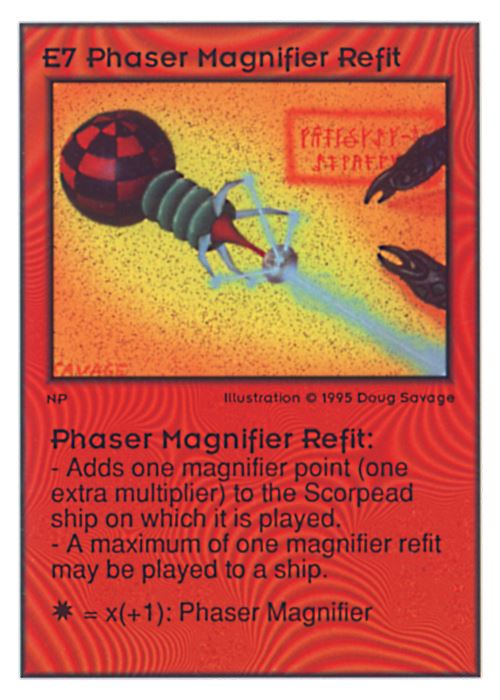 E7 Phaser Magnifier Refit
SAVAGE
NP Illustration © 1995 Doug Savage
Phaser Magnifier Refit:
- Adds one magnifier point (one
extra multiplier) to the Scorpead
ship on which it is played.
- A maximum of one magnifier refit
may be played to a ship.
✷ = x(+1): Phaser Magnifier